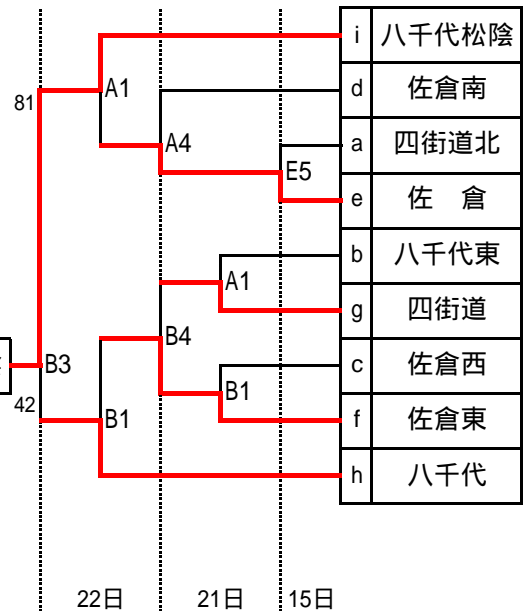 i 八千代松陰
A1
d 佐倉南
81
A4
a 四街道北
E5
e 佐　倉
b 八千代東
A1
g 四街道
B4
B3
c 佐倉西
B1
42
B1
f 佐倉東
h 八千代
22日 21日 15日